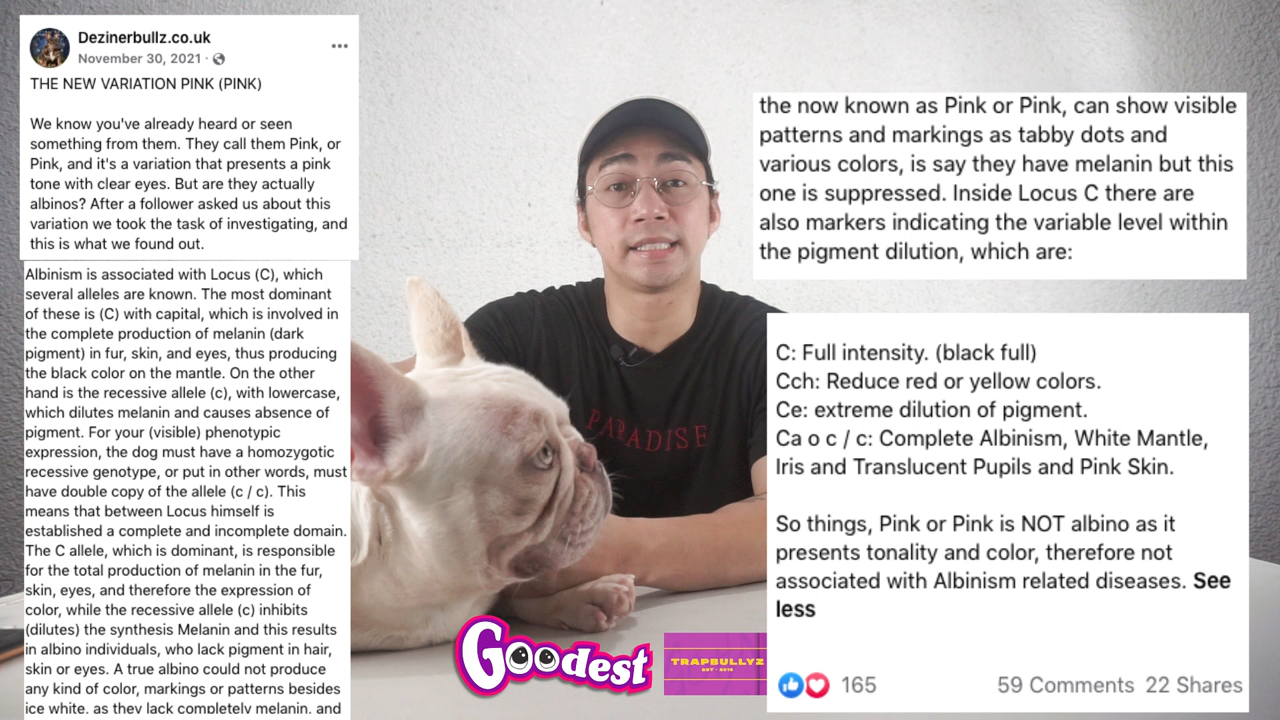 Dezinerbullz.co.uk
November 30, 2021
THE NEW VARIATION PINK (PINK)
We know you've already heard or seen
something from them. They call them Pink, or
Pink, and it's a variation that presents a pink
tone with clear eyes. But are they actually
albinos? After a follower asked us about this
variation we took the task of investigating, and
this is what we found out.
Albinism is associated with Locus (C), which
several alleles are known. The most dominant
of these is (C) with capital, which is involved in
the complete production of melanin (dark
pigment) in fur, skin, and eyes, thus producing
the black color on the mantle. On the other
hand is the recessive allele (c), with lowercase,
which dilutes melanin and causes absence of
pigment. For your (visible) phenotypic
expression, the dog must have a homozygotic
recessive genotype, or put in other words, must
have double copy of the allele (c / c). This
means that between Locus himself is
established a complete and incomplete domain.
The C allele, which is dominant, is responsible
for the total production of melanin in the fur,
skin, eyes, and therefore the expression of
color, while the recessive allele (c) inhibits
(dilutes) the synthesis Melanin and this results
in albino individuals, who lack pigment in hair,
skin or eyes. A true albino could not produce
any kind of color, markings or patterns besides
ice white, as they lack completely melanin, and
the now known as Pink or Pink, can show visible
patterns and markings as tabby dots and
various colors, is say they have melanin but this
one is suppressed. Inside Locus C there are
also markers indicating the variable level within
the pigment dilution, which are:
C: Full intensity. (black full)
Cch: Reduce red or yellow colors.
Ce: extreme dilution of pigment.
Ca o c / c: Complete Albinism, White Mantle,
Iris and Translucent Pupils and Pink Skin.
So things, Pink or Pink is NOT albino as it
presents tonality and color, therefore not
associated with Albinism related diseases. See
less
165
59 Comments 22 Shares
PARADISE
Goodest
TRAPBULLYZ